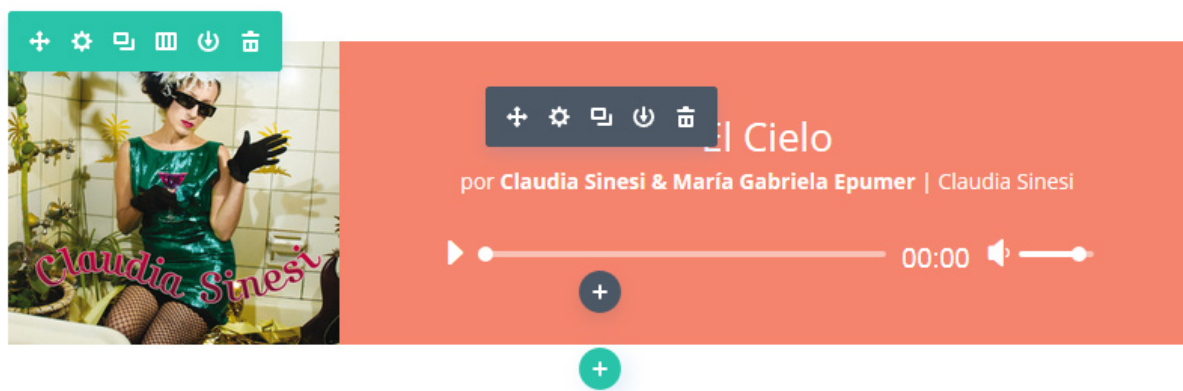 El Cielo
por Claudia Sinesi & María Gabriela Epumer | Claudia Sinesi
00:00
Claudia Sinesi